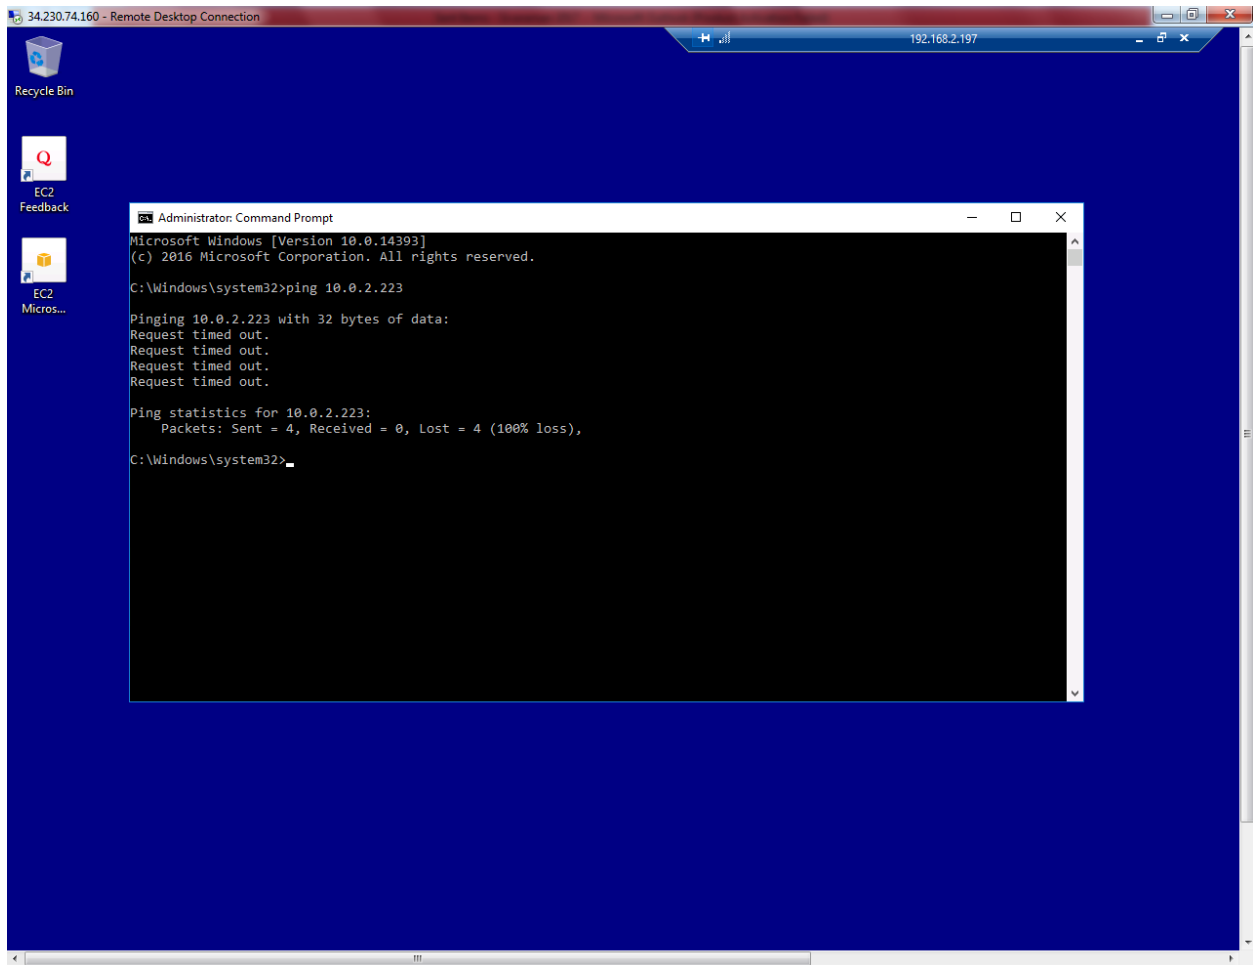 34.230.74.160 - Remote Desktop Connection
192.168.2.197
Recycle Bin
Q
EC2
Feedback
EC2
Micros...
Administrator: Command Prompt
Microsoft Windows [Version 10.0.14393]
(c) 2016 Microsoft Corporation. All rights reserved.
C:\Windows\system32>ping 10.0.2.223
Pinging 10.0.2.223 with 32 bytes of data:
Request timed out.
Request timed out.
Request timed out.
Request timed out.
Ping statistics for 10.0.2.223:
    Packets: Sent = 4, Received = 0, Lost = 4 (100% loss),
C:\Windows\system32>